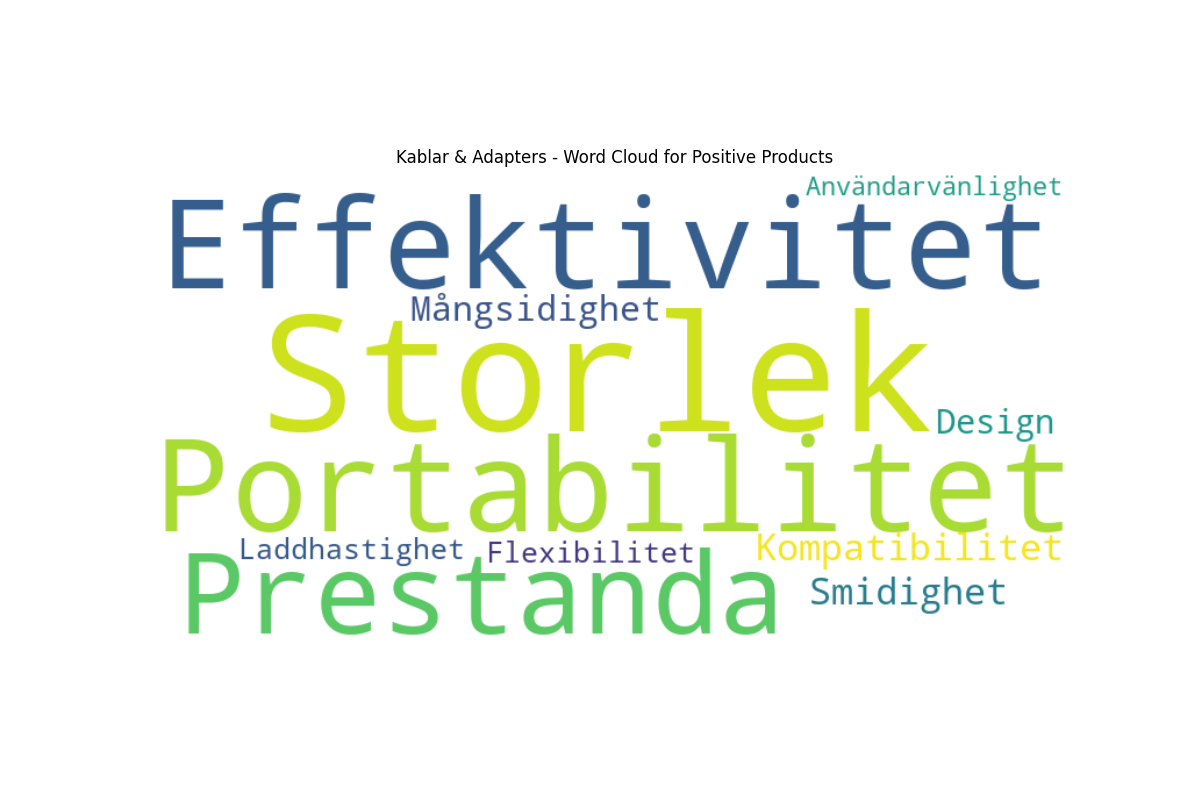 Kablar & Adapters - Word Cloud for Positive Products
Användarvänlighet
Effektivitet
Mångsidighet
Storlek
Design
Portabilitet
Laddhastighet
Flexibilitet
Kompatibilitet
Prestanda
Smidighet